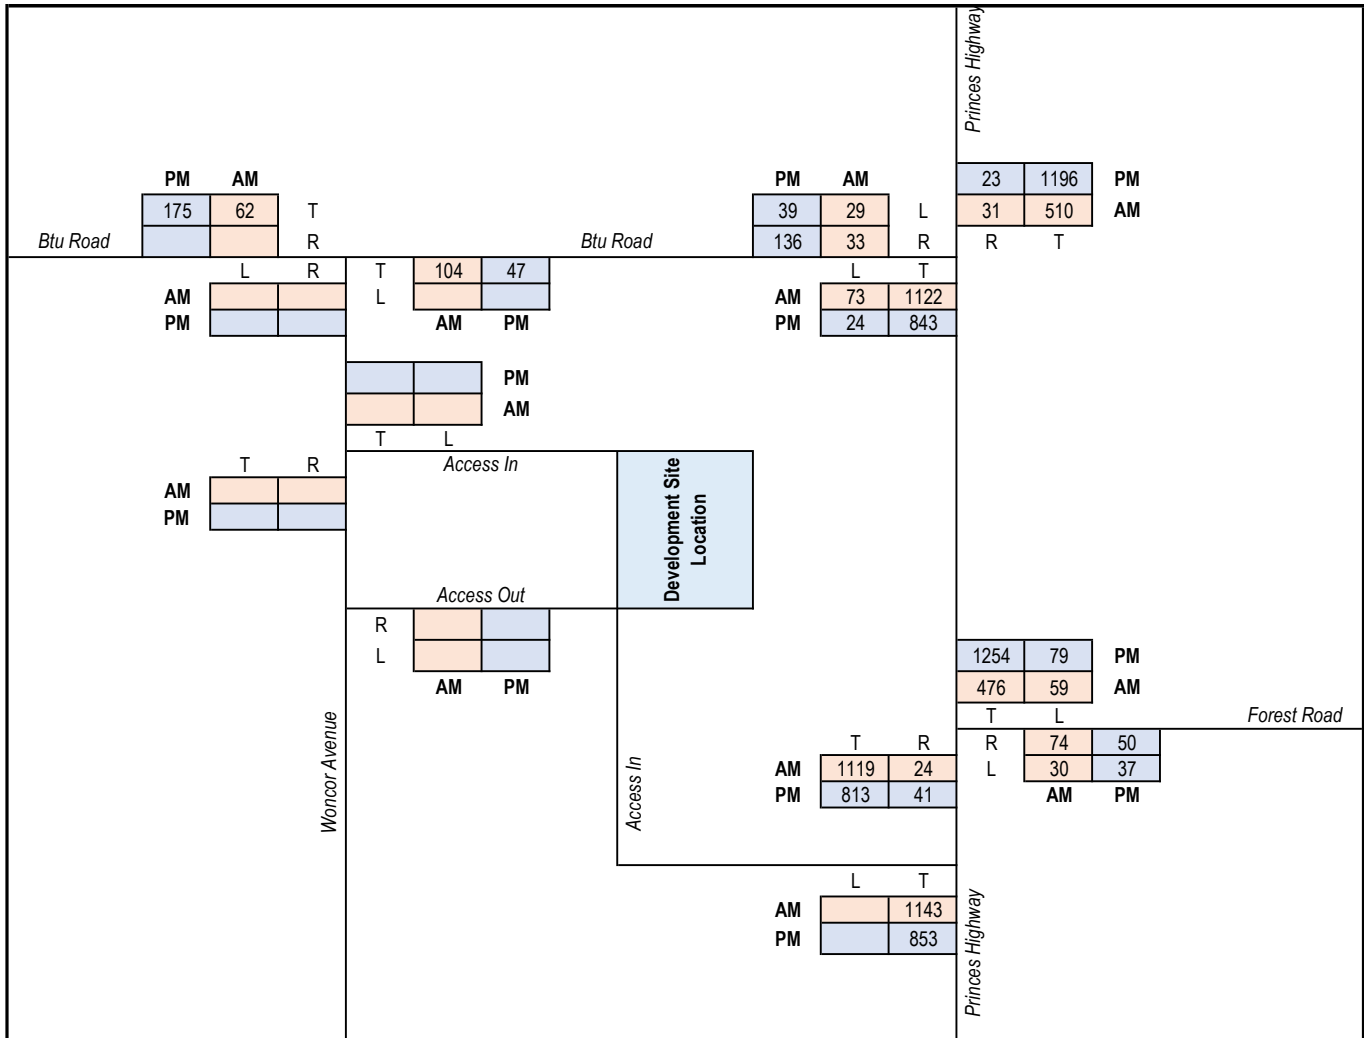 Princes Highway
PM AM
175 62 T
R
Btu Road
L R
AM
PM
T 104 47
L
AM PM
Btu Road
PM AM
39 29 L
136 33 R
23 1196 PM
31 510 AM
R T
L T
AM 73 1122
PM 24 843
PM
AM
T L
Access In
T R
AM
PM
Development Site
Location
Access Out
R
L
AM PM
Woncor Avenue
Access In
1254 79 PM
476 59 AM
T L
Forest Road
R 74 50
L 30 37
AM PM
T R
AM 1119 24
PM 813 41
L T
AM 1143
PM 853
Princes Highway